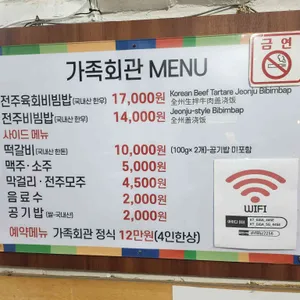 금연
가족회관 MENU
전주육회비빔밥(국내산 한우) 17,000원 Korean Beef Tartare Jeonju Bibimbap
全州生拌牛肉盖浇饭
전주비빔밥(국내산 한우) 14,000원 Jeonju-style Bibimbap
全州盖浇饭
사이드 메뉴
떡갈비(국내산 한돈) 10,000원 (100g× 2개)-공기밥 미포함
맥주·소주 5,000원
막걸리·전주모주 4,500원
음료수 2,000원
공기밥(쌀-국내산) 2,000원
예약메뉴 가족회관 정식 12만원(4인한상)
WIFI